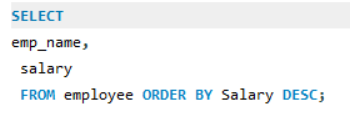 SELECT
emp_name,
salary
FROM employee ORDER BY Salary DESC;